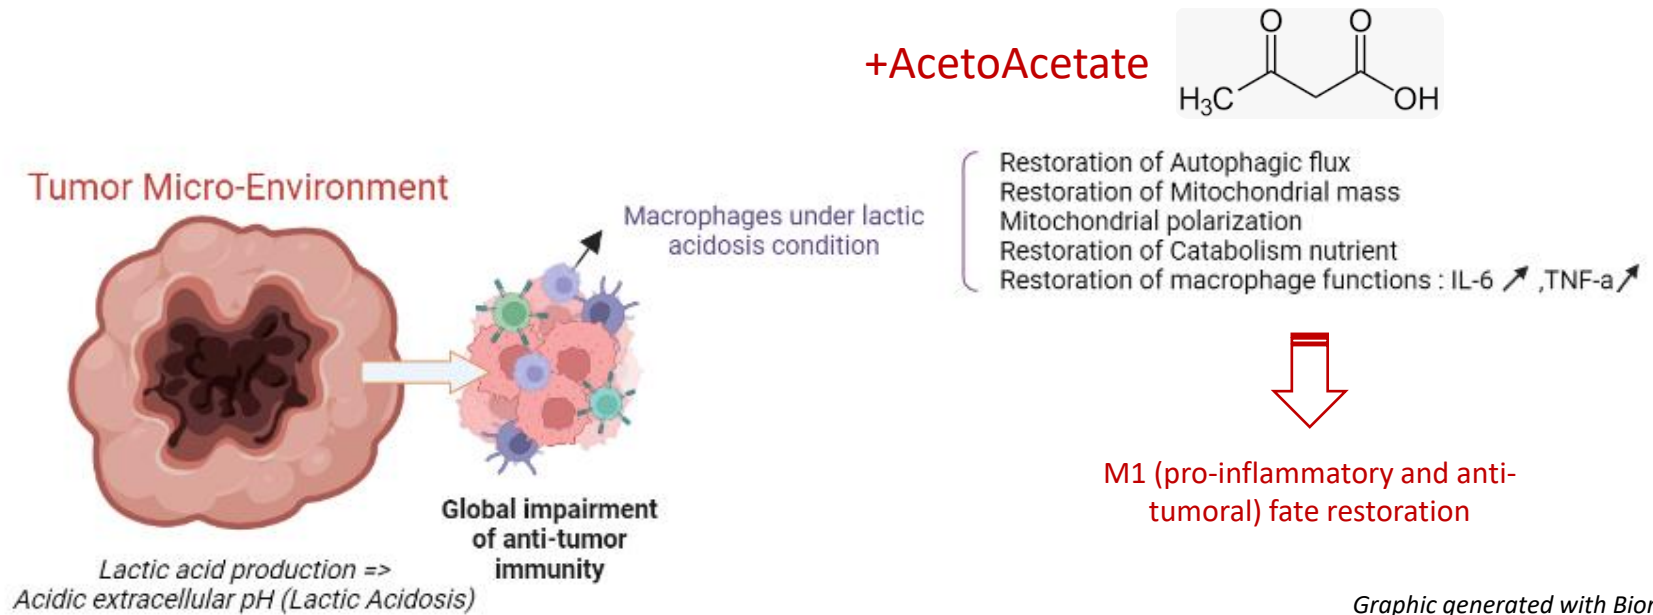 +AcetoAcetate
O
O
H₃C
OH
Tumor Micro-Environment
Macrophages under lactic
acidosis condition
Restoration of Autophagic flux
Restoration of Mitochondrial mass
Mitochondrial polarization
Restoration of Catabolism nutrient
Restoration of macrophage functions : IL-6 ,TNF-a
M1 (pro-inflammatory and anti-
tumoral) fate restoration
Global impairment
of anti-tumor
immunity
Lactic acid production =>
Acidic extracellular pH (Lactic Acidosis)
Graphic generated with